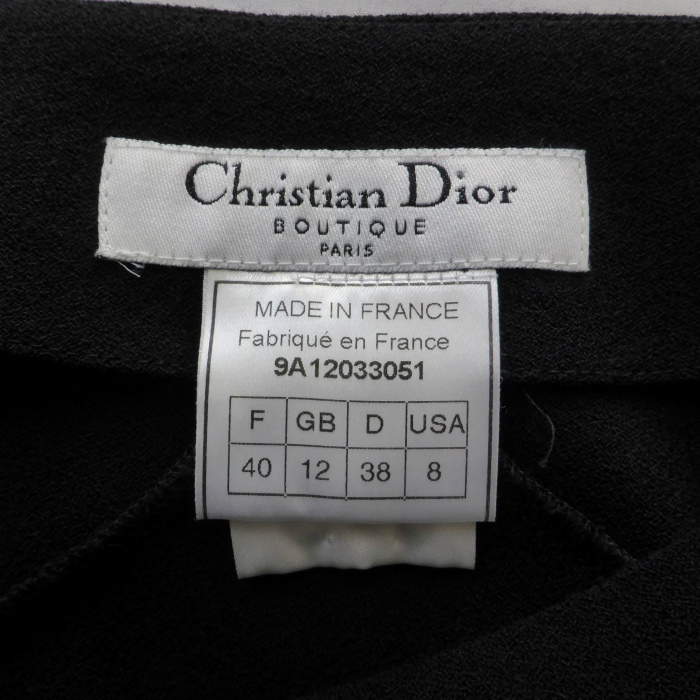 Christian Dior
BOUTIQUE
PARIS
MADE IN FRANCE
Fabriqué en France
9A12033051
F GB D USA
40 12 38 8